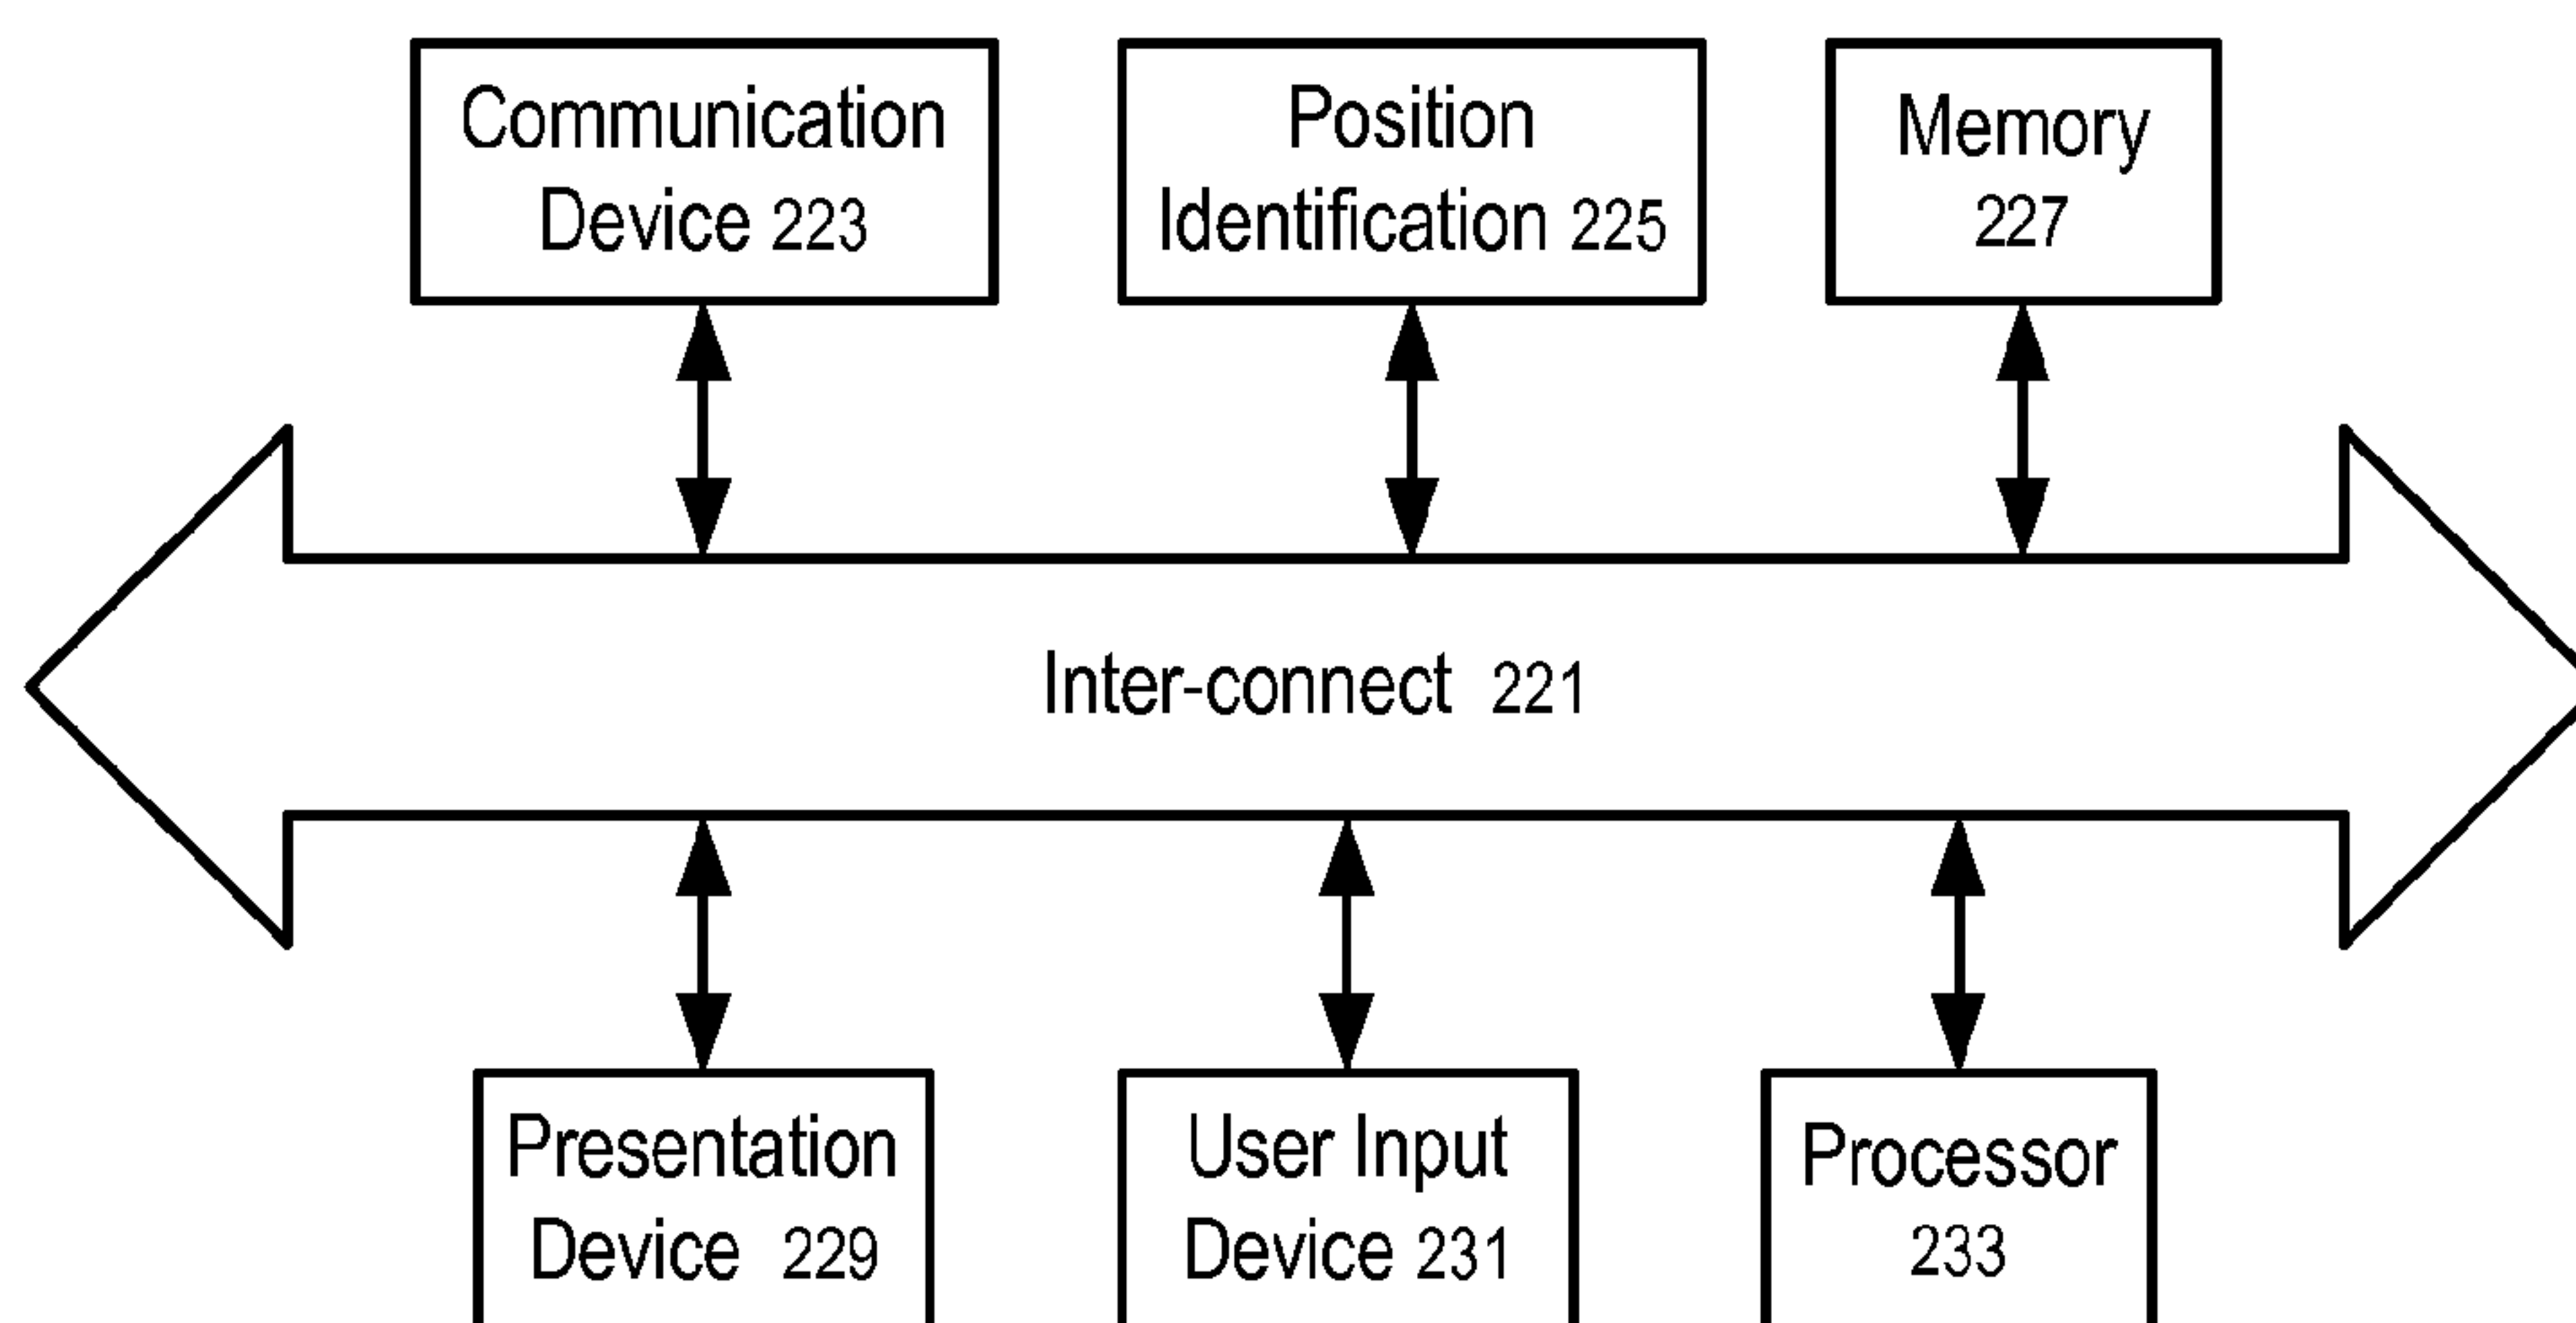 Communication
Device 223
Position
Identification 225
Memory
227
Inter-connect 221
Presentation
Device 229
User Input
Device 231
Processor
233